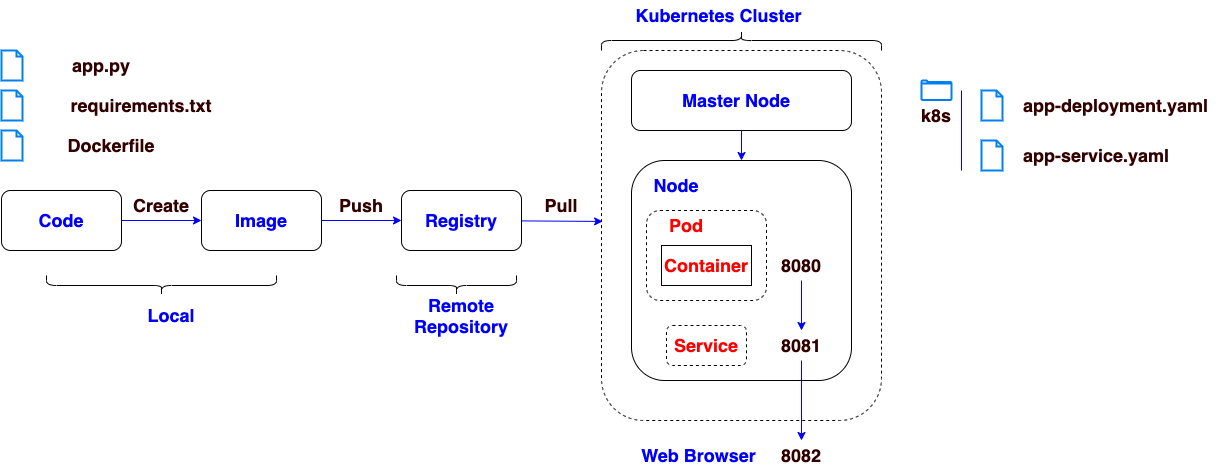 Kubernetes Cluster
app.py
requirements.txt
Dockerfile
Master Node
k8s
app-deployment.yaml
app-service.yaml
Code
Create
Image
Push
Registry
Pull
Node
Pod
Container
8080
Local
Remote
Repository
Service
8081
Web Browser
8082